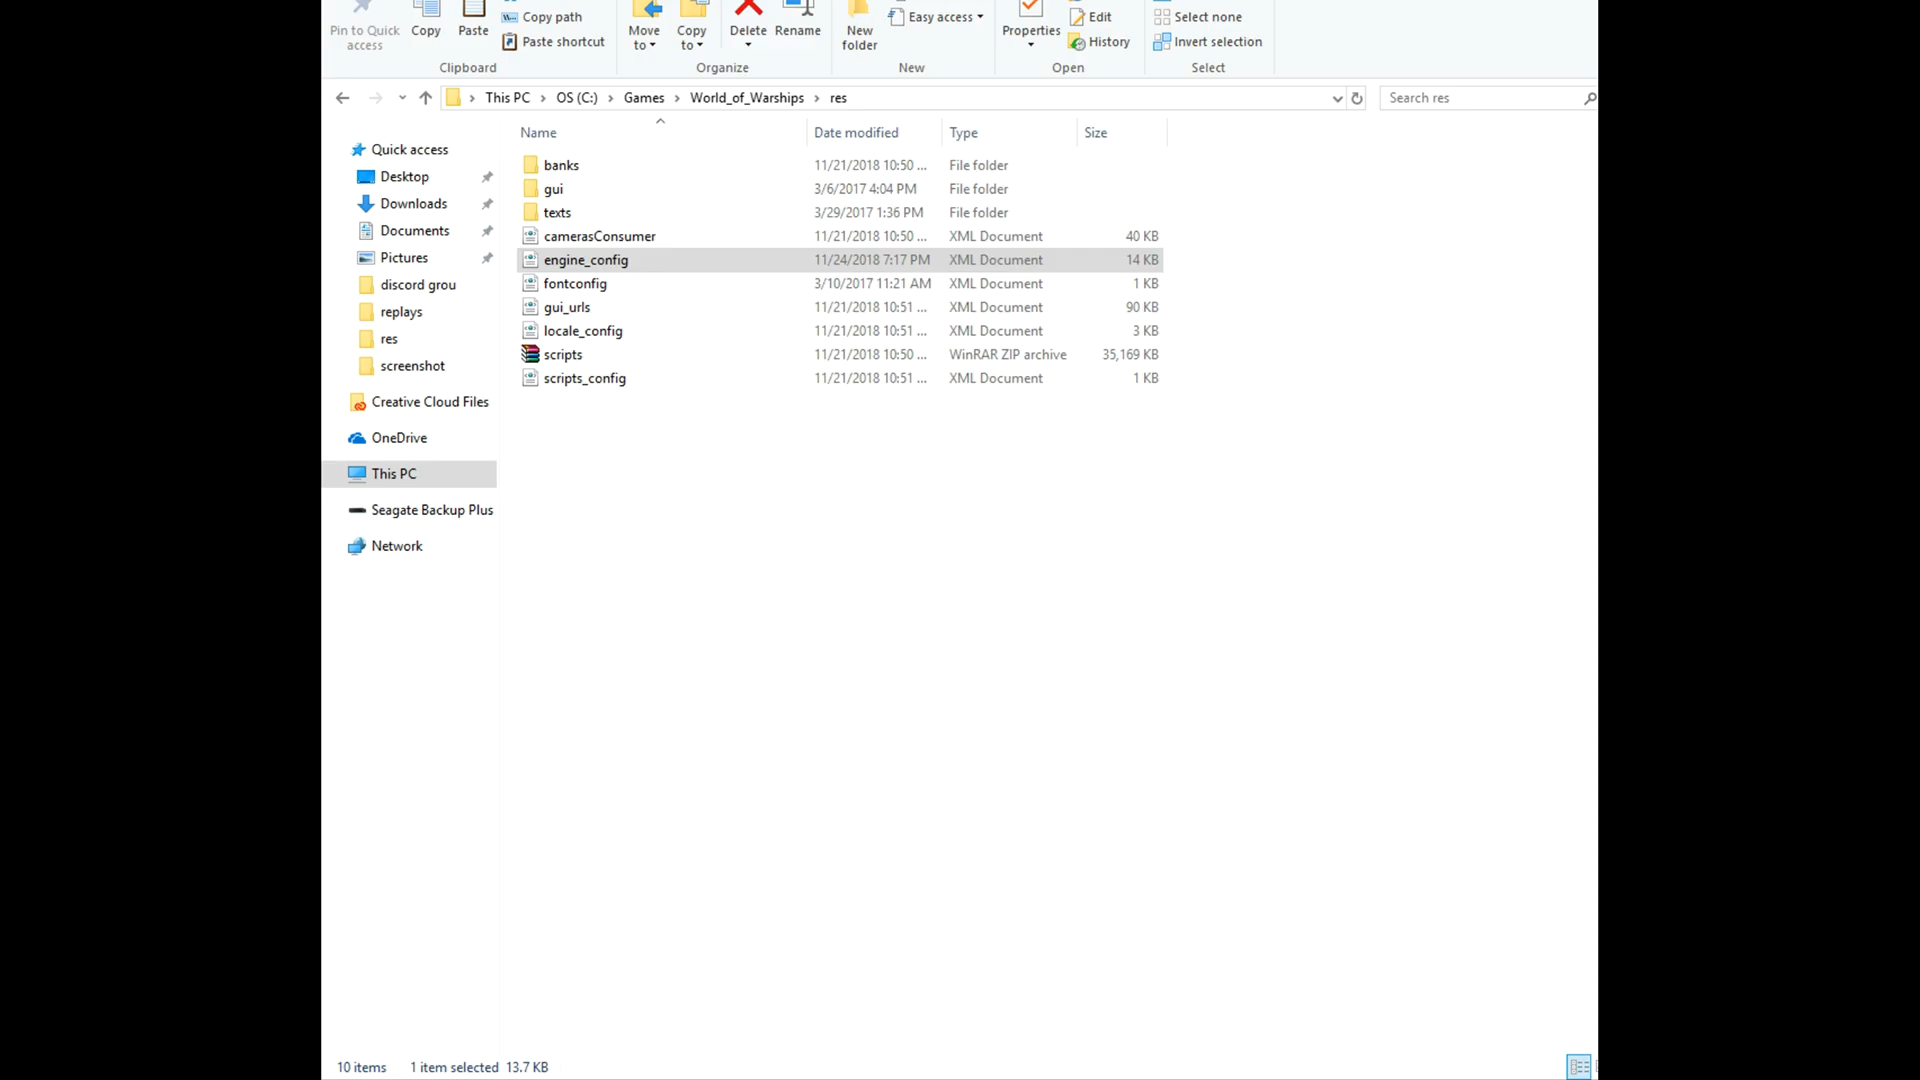 Pin to Quick access
Copy
Paste
Copy path
Paste shortcut
Clipboard
Move to
Copy to
Delete
Rename
Organize
New folder
Easy access
New
Properties
Edit
History
Open
Select none
Invert selection
Select
This PC > OS (C:) > Games > World_of_Warships > res
Search res
Name Date modified Type Size
banks 11/21/2018 10:50 ... File folder
gui 3/6/2017 4:04 PM File folder
texts 3/29/2017 1:36 PM File folder
camerasConsumer 11/21/2018 10:50 ... XML Document 40 KB
engine_config 11/24/2018 7:17 PM XML Document 14 KB
fontconfig 3/10/2017 11:21 AM XML Document 1 KB
gui_urls 11/21/2018 10:51 ... XML Document 90 KB
locale_config 11/21/2018 10:51 ... XML Document 3 KB
scripts 11/21/2018 10:50 ... WinRAR ZIP archive 35,169 KB
scripts_config 11/21/2018 10:51 ... XML Document 1 KB
Quick access
Desktop
Downloads
Documents
Pictures
discord grou
replays
res
screenshot
Creative Cloud Files
OneDrive
This PC
Seagate Backup Plus
Network
10 items 1 item selected 13.7 KB